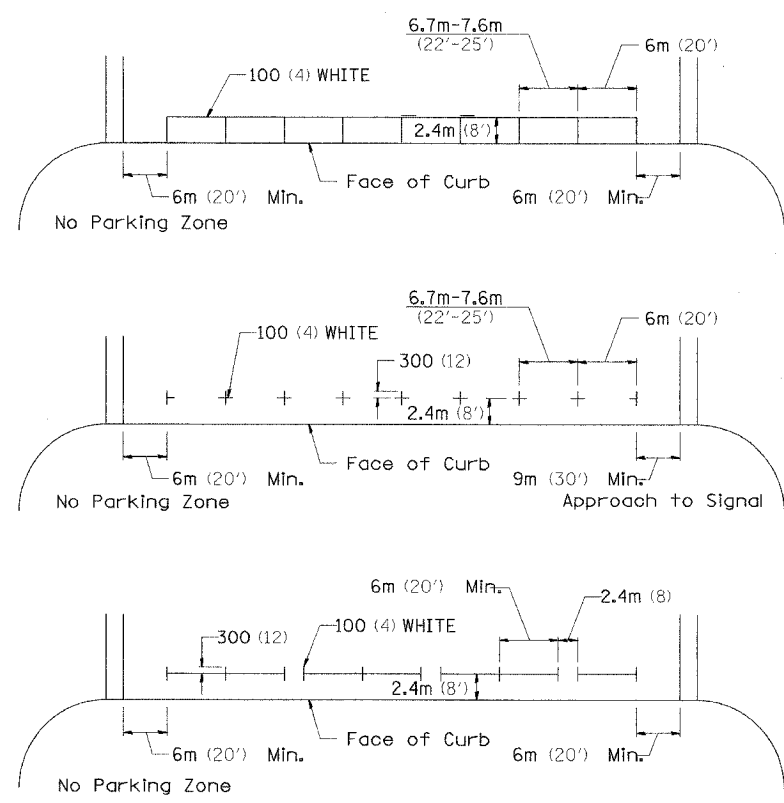 6.7m-7.6m
(22'-25')
6m (20')
100 (4) WHITE
2.4m (8')
6m (20') Min.
Face of Curb
6m (20') Min.
No Parking Zone
6.7m-7.6m
(22'-25')
6m (20')
100 (4) WHITE
300 (12)
2.4m (8')
6m (20') Min.
Face of Curb
9m (30') Min.
No Parking Zone
Approach to Signal
6m (20') Min.
2.4m (8)
300 (12)
100 (4) WHITE
2.4m (8')
6m (20') Min.
Face of Curb
6m (20') Min.
No Parking Zone